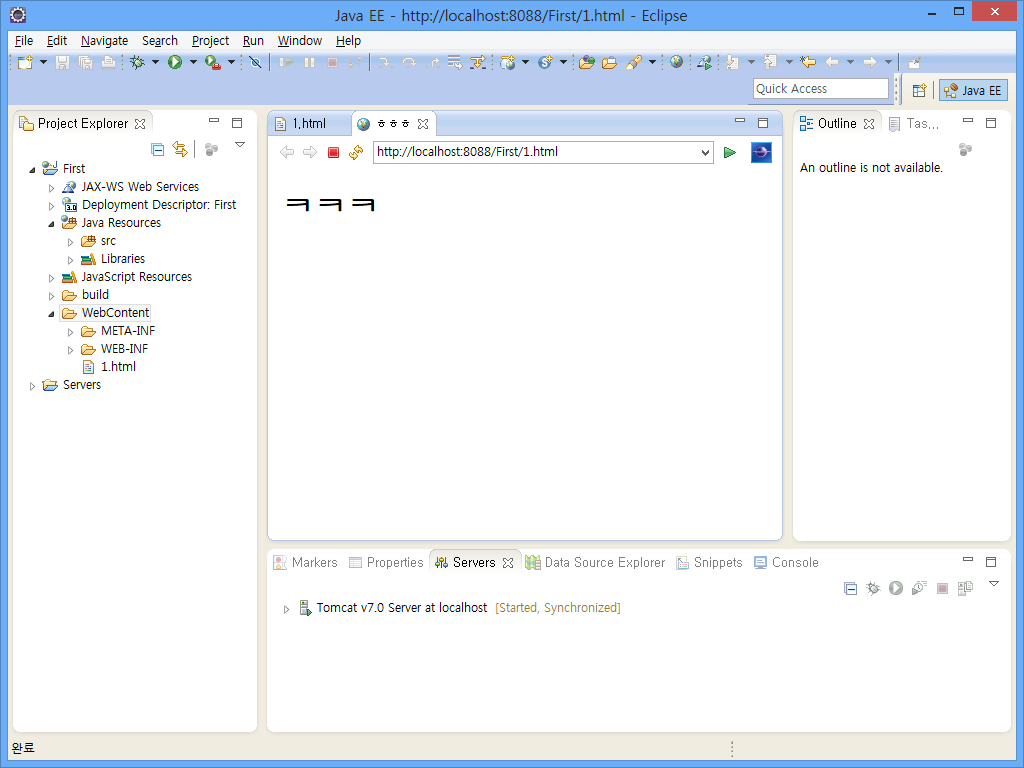 Java EE - http://localhost:8088/First/1.html - Eclipse
File Edit Navigate Search Project Run Window Help
Quick Access
Java EE
Project Explorer
First
JAX-WS Web Services
3.0
Deployment Descriptor: First
Java Resources
src
Libraries
JavaScript Resources
build
WebContent
META-INF
WEB-INF
1.html
Servers
1.html
ㅎㅎㅎ
http://localhost:8088/First/1.html
ㅋㅋㅋ
Outline
Tas...
An outline is not available.
Markers Properties Servers Data Source Explorer Snippets Console
Tomcat v7.0 Server at localhost [Started, Synchronized]
완료